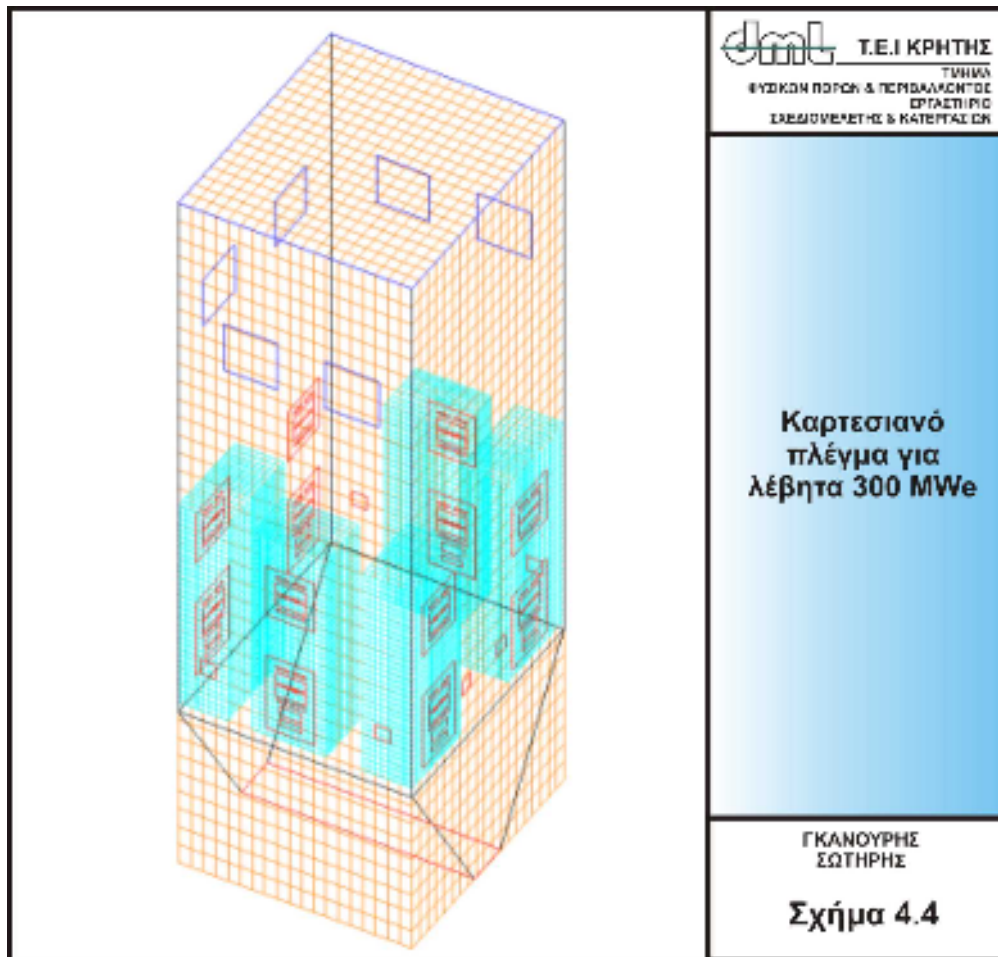 dml Τ.Ε.Ι ΚΡΗΤΗΣ
ΤΜΗΜΑ
ΦΥΣΙΚΩΝ ΠΟΡΩΝ & ΠΕΡΙΒΑΛΛΟΝΤΟΣ
ΕΡΓΑΣΤΗΡΙΟ
ΣΧΕΔΙΟΜΕΛΕΤΗΣ & ΚΑΤΕΡΓΑΣΙΩΝ
Καρτεσιανό
πλέγμα για
λέβητα 300 MWe
ΓΚΑΝΟΥΡΗΣ
ΣΩΤΗΡΗΣ
Σχήμα 4.4